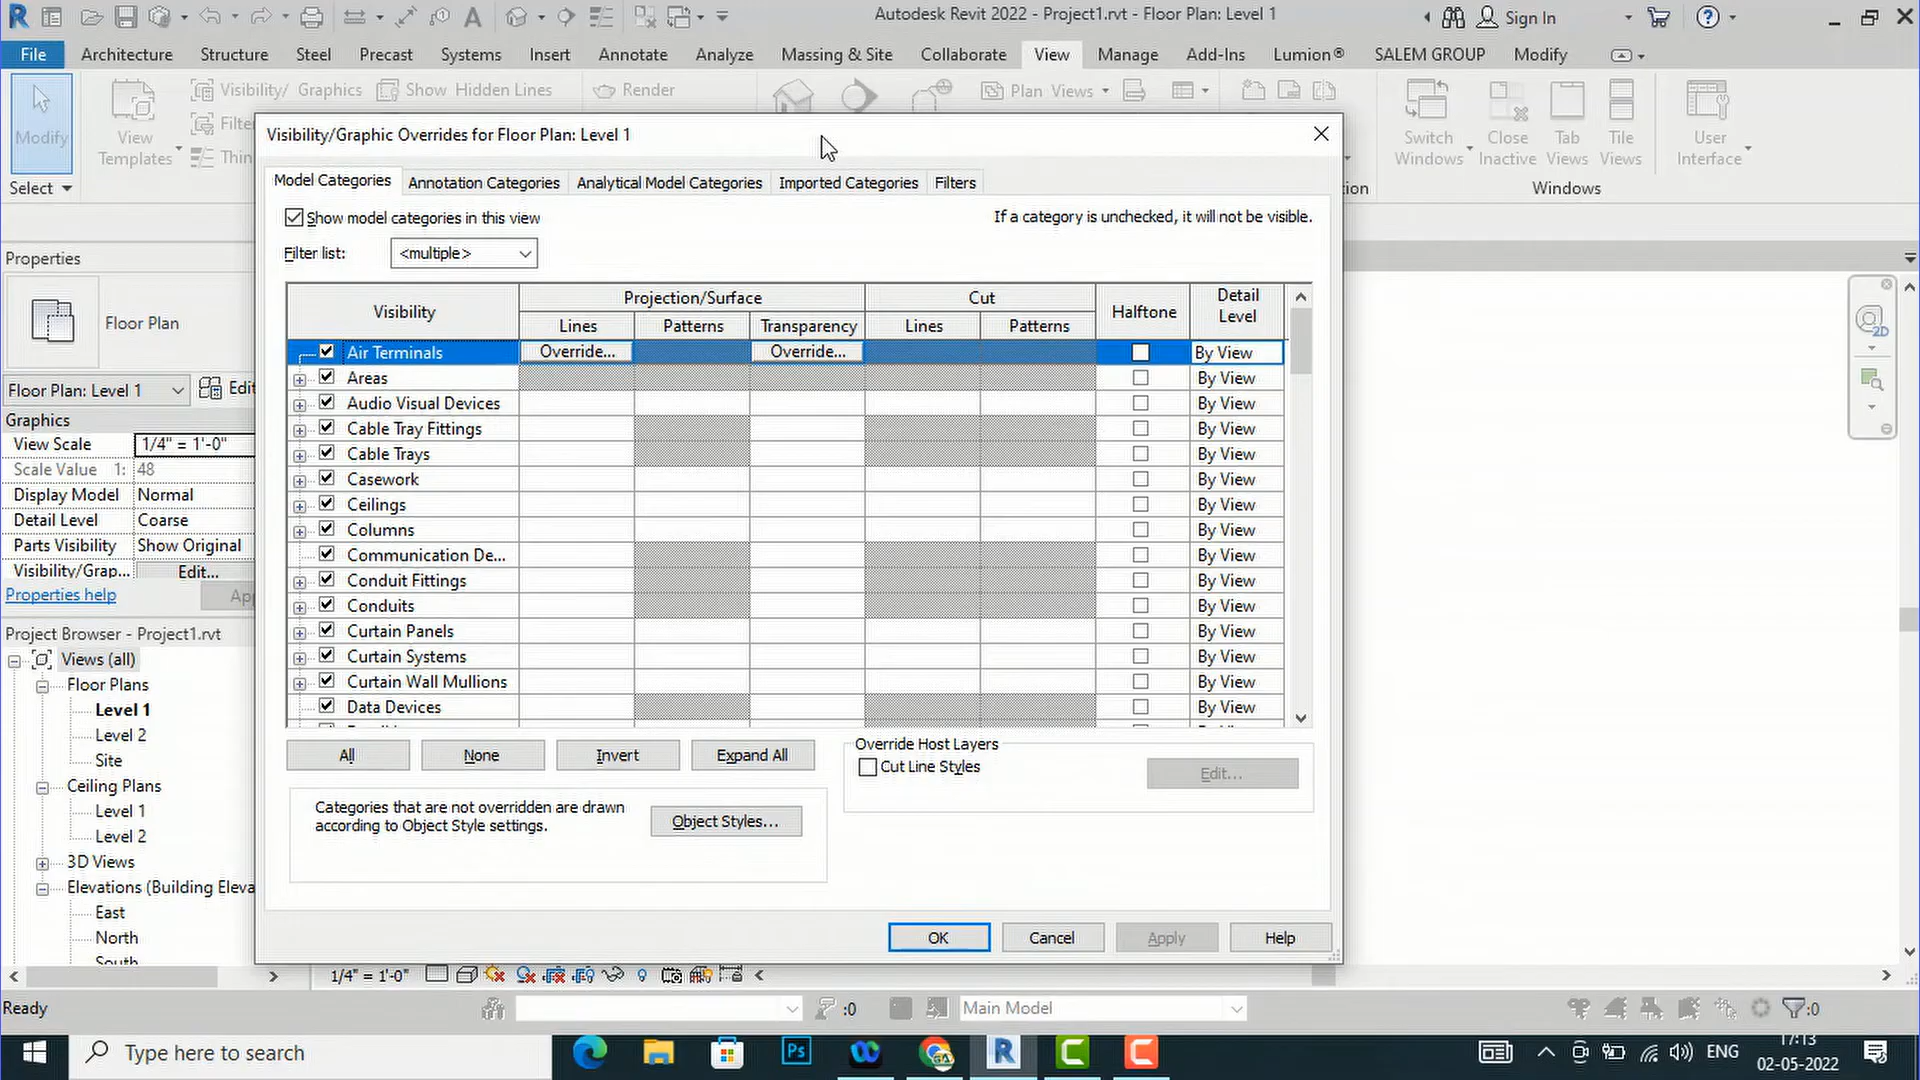 Autodesk Revit 2022 - Project1.rvt - Floor Plan: Level 1
Sign In
File Architecture Structure Steel Precast Systems Insert Annotate Analyze Massing & Site Collaborate View Manage Add-Ins Lumion® SALEM GROUP Modify
Modify
Select
View
Templates
Visibility/ Graphics
Show Hidden Lines
Render
Plan Views
Switch
Windows
Close
Inactive
Tab
Views
Tile
Views
User
Interface
Windows
Visibility/Graphic Overrides for Floor Plan: Level 1
Model Categories
Annotation Categories
Analytical Model Categories
Imported Categories
Filters
Show model categories in this view
If a category is unchecked, it will not be visible.
Filter list:
<multiple>
Visibility
Projection/Surface
Cut
Halftone
Detail
Level
Lines Patterns Transparency Lines Patterns
Air Terminals Override... Override... By View
Areas By View
Audio Visual Devices By View
Cable Tray Fittings By View
Cable Trays By View
Casework By View
Ceilings By View
Columns By View
Communication De... By View
Conduit Fittings By View
Conduits By View
Curtain Panels By View
Curtain Systems By View
Curtain Wall Mullions By View
Data Devices By View
All
None
Invert
Expand All
Override Host Layers
Cut Line Styles
Edit...
Categories that are not overridden are drawn
according to Object Style settings.
Object Styles...
OK
Cancel
Apply
Help
Properties
Floor Plan
Floor Plan: Level 1
Edit
Graphics
View Scale 1/4" = 1'-0"
Scale Value 1: 48
Display Model Normal
Detail Level Coarse
Parts Visibility Show Original
Visibility/Grap... Edit...
Properties help
Project Browser - Project1.rvt
Views (all)
Floor Plans
Level 1
Level 2
Site
Ceiling Plans
Level 1
Level 2
3D Views
Elevations (Building Eleva
East
North
South
1/4" = 1'-0"
2D
Ready
:0
Main Model
:0
Type here to search
Ps
ENG
17:13
02-05-2022